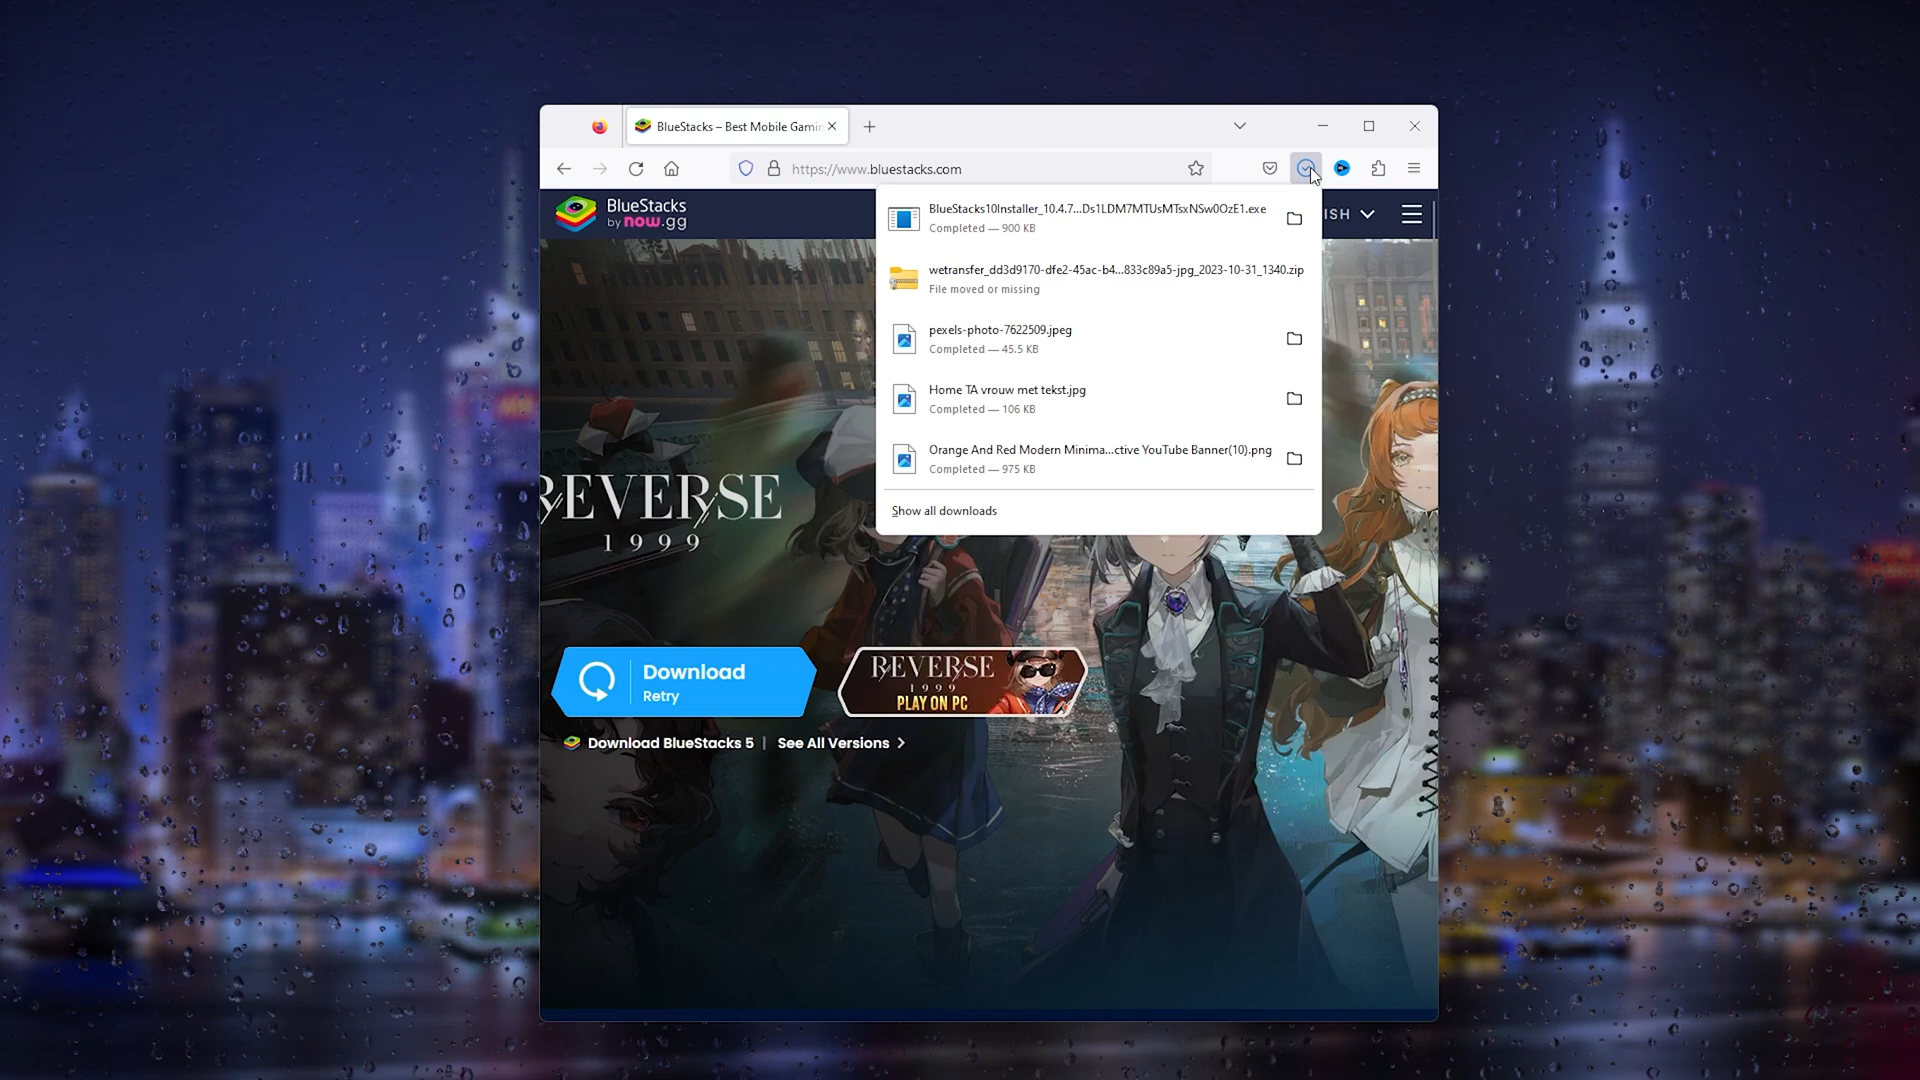 BlueStacks – Best Mobile Gamin
https://www.bluestacks.com
BlueStacks
by now.gg
ISH
BlueStacks10Installer_10.4.7...Ds1LDM7MTUsMTsxNSw0OzE1.exe
Completed — 900 KB
wetransfer_dd3d9170-dfe2-45ac-b4...833c89a5-jpg_2023-10-31_1340.zip
File moved or missing
pexels-photo-7622509.jpeg
Completed — 45.5 KB
Home TA vrouw met tekst.jpg
Completed — 106 KB
Orange And Red Modern Minima...ctive YouTube Banner(10).png
Completed — 975 KB
Show all downloads
REVERSE
1999
Download
Retry
REVERSE
1999
PLAY ON PC
Download BlueStacks 5 | See All Versions